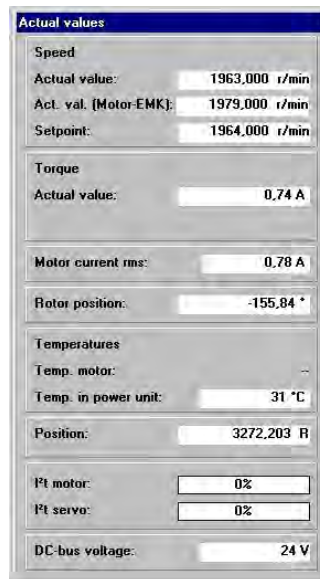 Actual values
Speed
Actual value: 1963,000 r/min
Act. val. (Motor-EMK): 1979,000 r/min
Setpoint: 1964,000 r/min
Torque
Actual value: 0,74 A
Motor current rms: 0,78 A
Rotor position: -155,84 °
Temperatures
Temp. motor: --
Temp. in power unit: 31 °C
Position: 3272,203 R
I²t motor: 0%
I²t servo: 0%
DC-bus voltage: 24 V